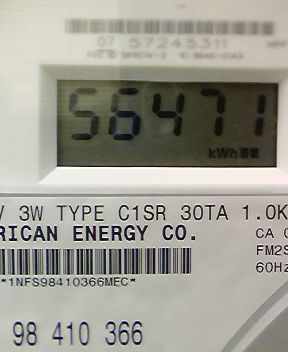 07 57245311
56471
kWh
V 3W TYPE C1SR 30TA 1.0K
RICAN ENERGY CO.
CA 0
FM2S
60Hz
*1NFS98410366MEC*
98 410 366